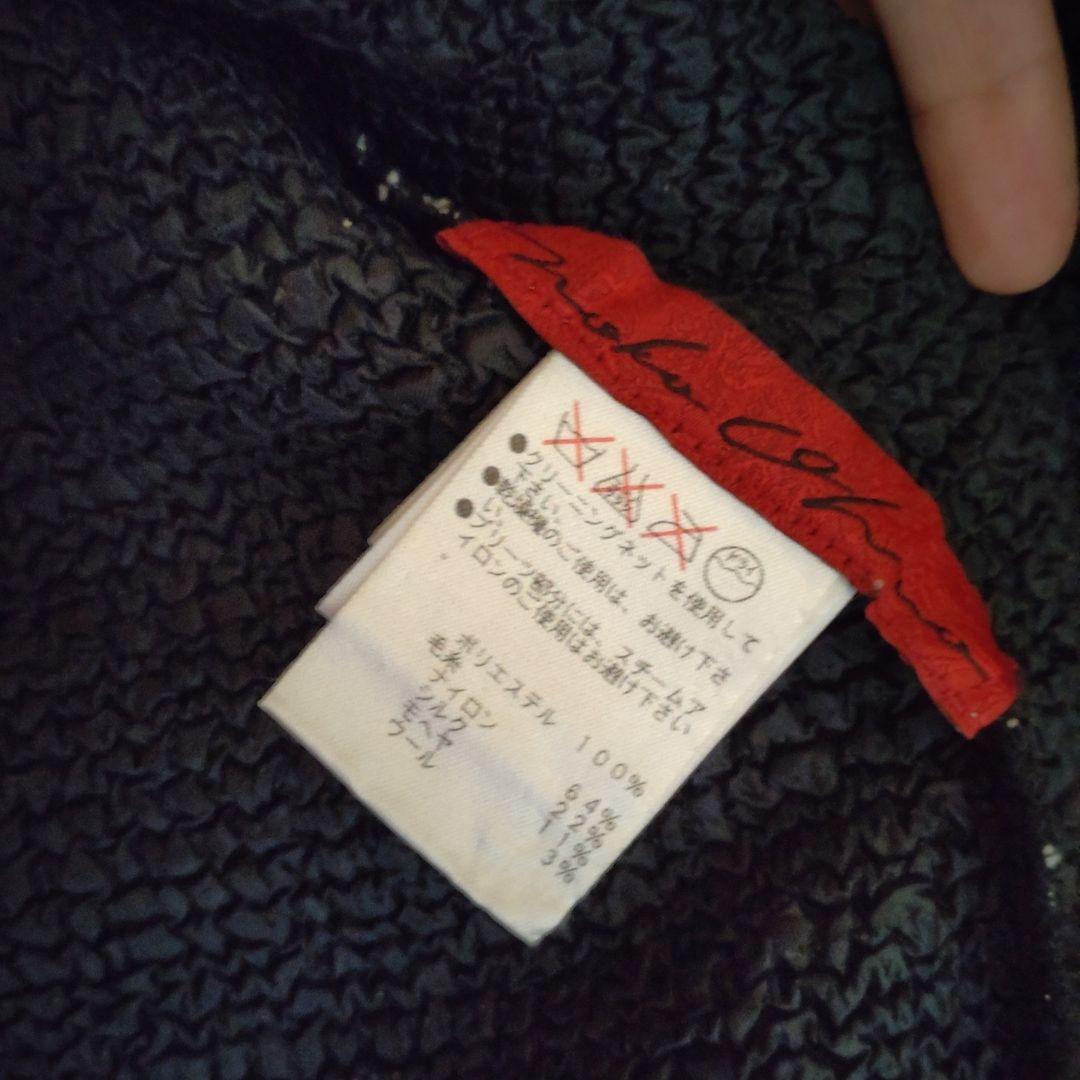 ドライ
●クリーニングネットを使用して
下さい。
●乾燥機のご使用は、お避け下さ
い。
●プリーツ部分には、スチームア
イロンのご使用はお避け下さい
ポリエステル 100%
毛糸
ナイロン 64%
シルク 22%
モヘヤ 11%
ウール 3%